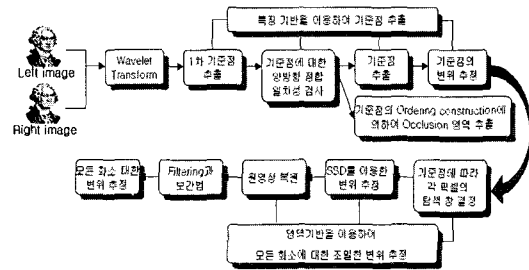 특징 기반을 이용하여 기준점 추출
Left image
Right image
Wavelet
Transform
1차 기준점
추출
기준점에 대한
양방향 정합
일치성 검사
기준점
추출
기준점의
변위 추정
기준점의 Ordering construction에
의하여 Occlusion 영역 추출
모든 화소 대한
변위 추정
Filtering과
보간법
원영상 복원
SSD를 이용한
변위 추정
기준점에 따라
각 픽셀의
탐색 창 결정
영역기반을 이용하여
모든 화소에 대한 조밀한 변위 추정